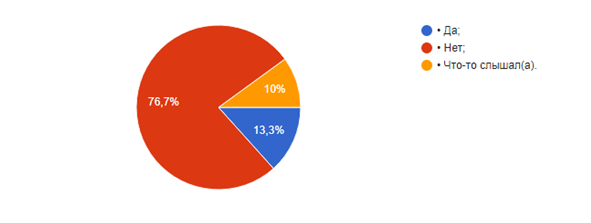 76,7%
10%
13,3%
• Да;
• Нет;
• Что-то слышал(а).